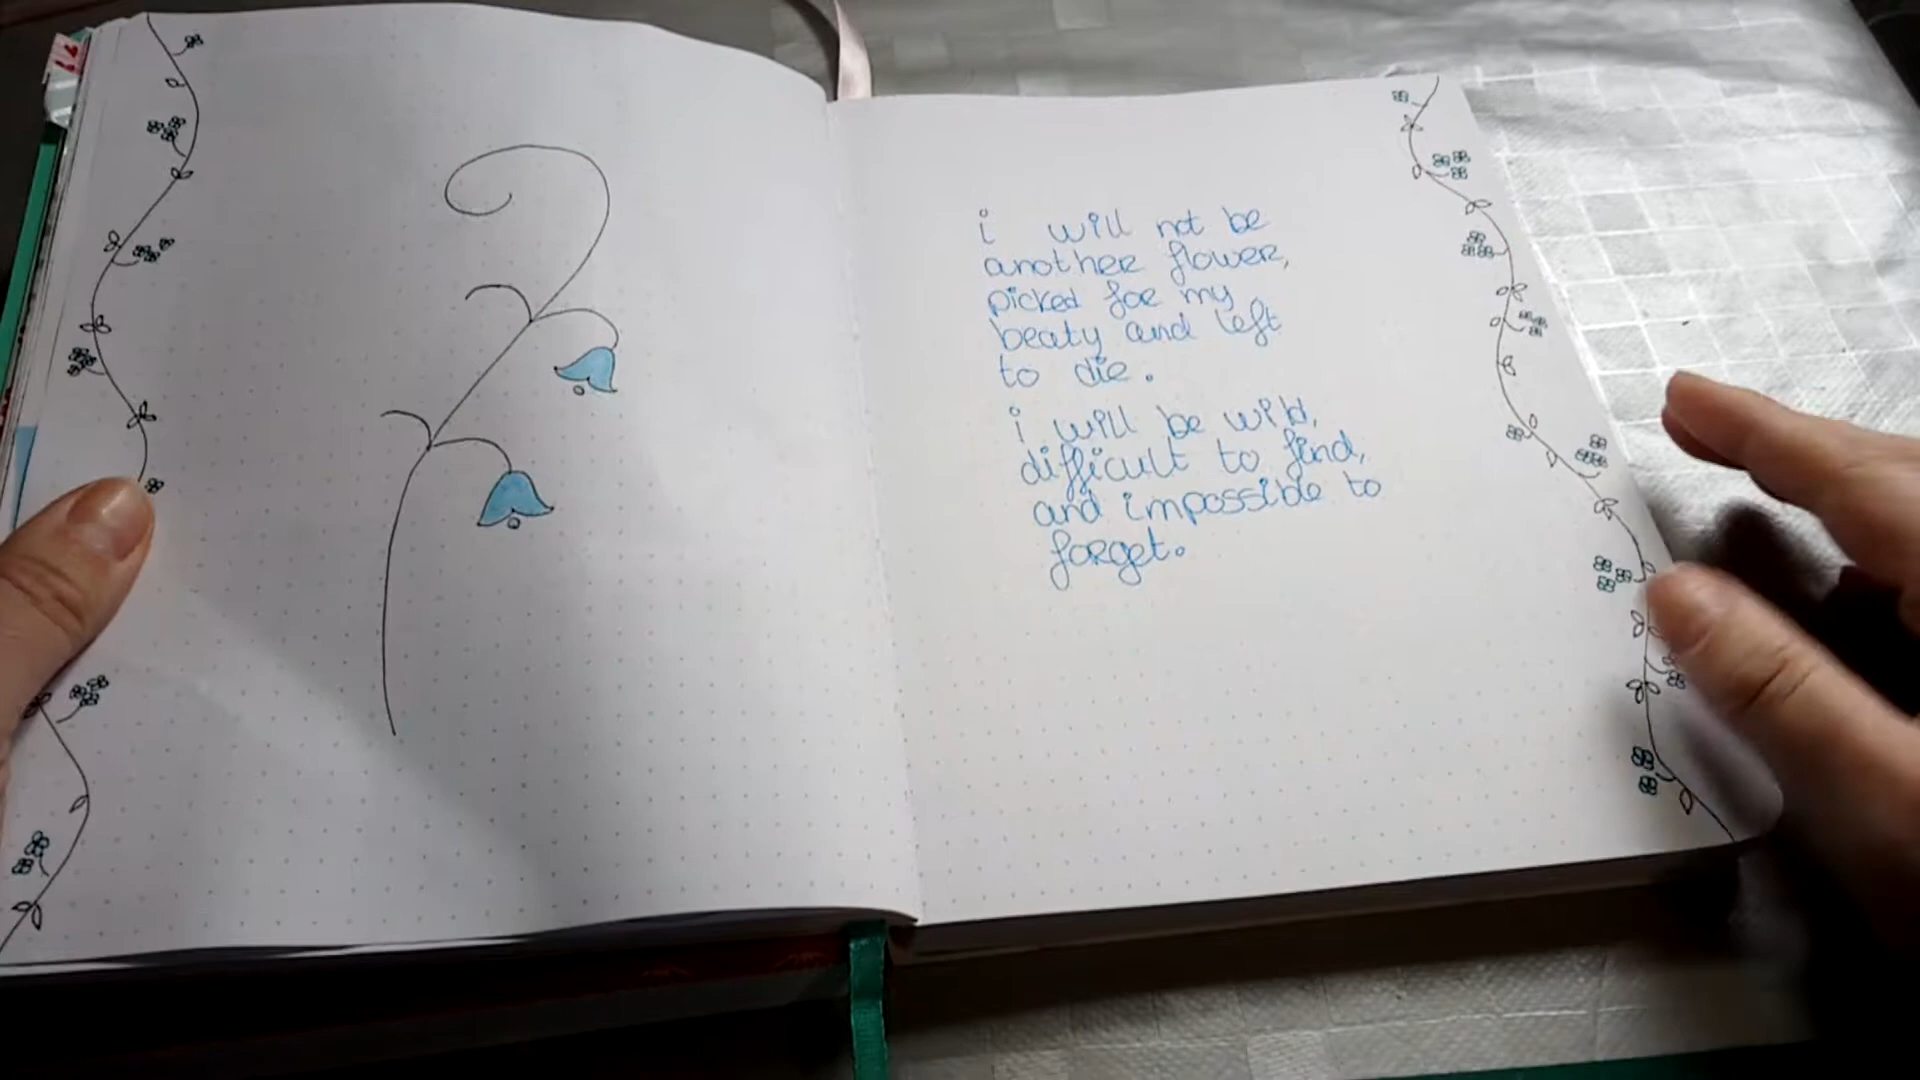 i will not be
another flower,
picked for my
beaty and left
to die.
i will be wild,
difficult to find,
and impossible to
forget.